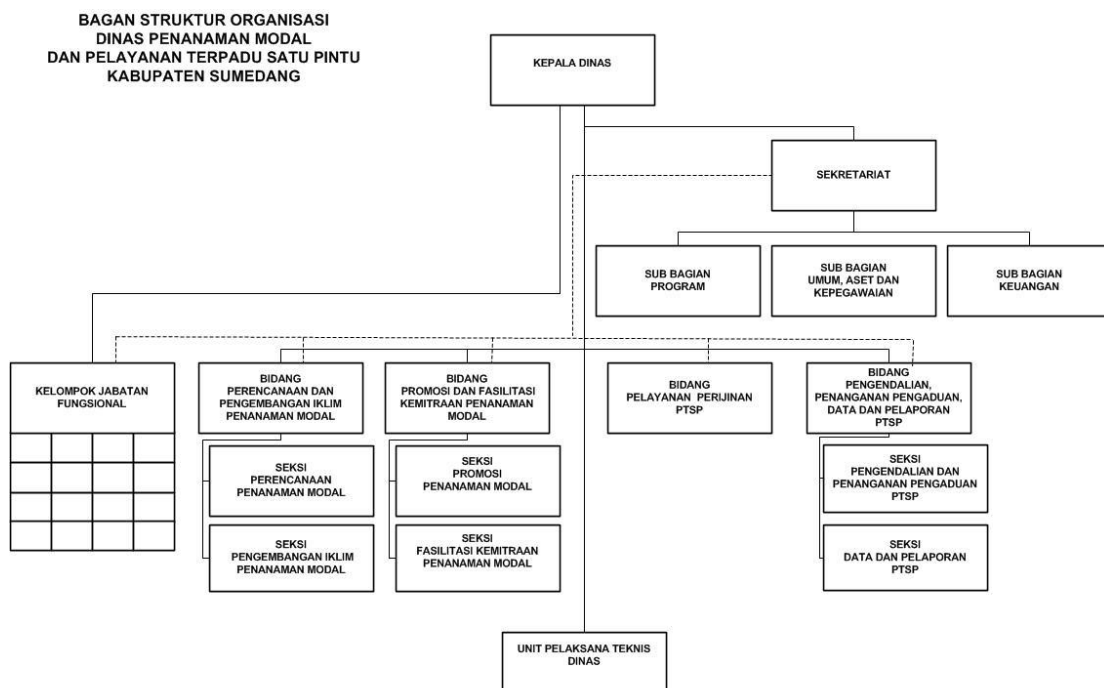 BAGAN STRUKTUR ORGANISASI
DINAS PENANAMAN MODAL
DAN PELAYANAN TERPADU SATU PINTU
KABUPATEN SUMEDANG
KEPALA DINAS
SEKRETARIAT
SUB BAGIAN
PROGRAM
SUB BAGIAN
UMUM, ASET DAN
KEPEGAWAIAN
SUB BAGIAN
KEUANGAN
KELOMPOK JABATAN
FUNGSIONAL
BIDANG
PERENCANAAN DAN
PENGEMBANGAN IKLIM
PENANAMAN MODAL
BIDANG
PROMOSI DAN FASILITASI
KEMITRAAN PENANAMAN
MODAL
BIDANG
PELAYANAN PERIJINAN
PTSP
BIDANG
PENGENDALIAN,
PENANGANAN PENGADUAN,
DATA DAN PELAPORAN
PTSP
SEKSI
PERENCANAAN
PENANAMAN MODAL
SEKSI
PROMOSI
PENANAMAN MODAL
SEKSI
PENGENDALIAN DAN
PENANGANAN PENGADUAN
PTSP
SEKSI
PENGEMBANGAN IKLIM
PENANAMAN MODAL
SEKSI
FASILITASI KEMITRAAN
PENANAMAN MODAL
SEKSI
DATA DAN PELAPORAN
PTSP
UNIT PELAKSANA TEKNIS
DINAS